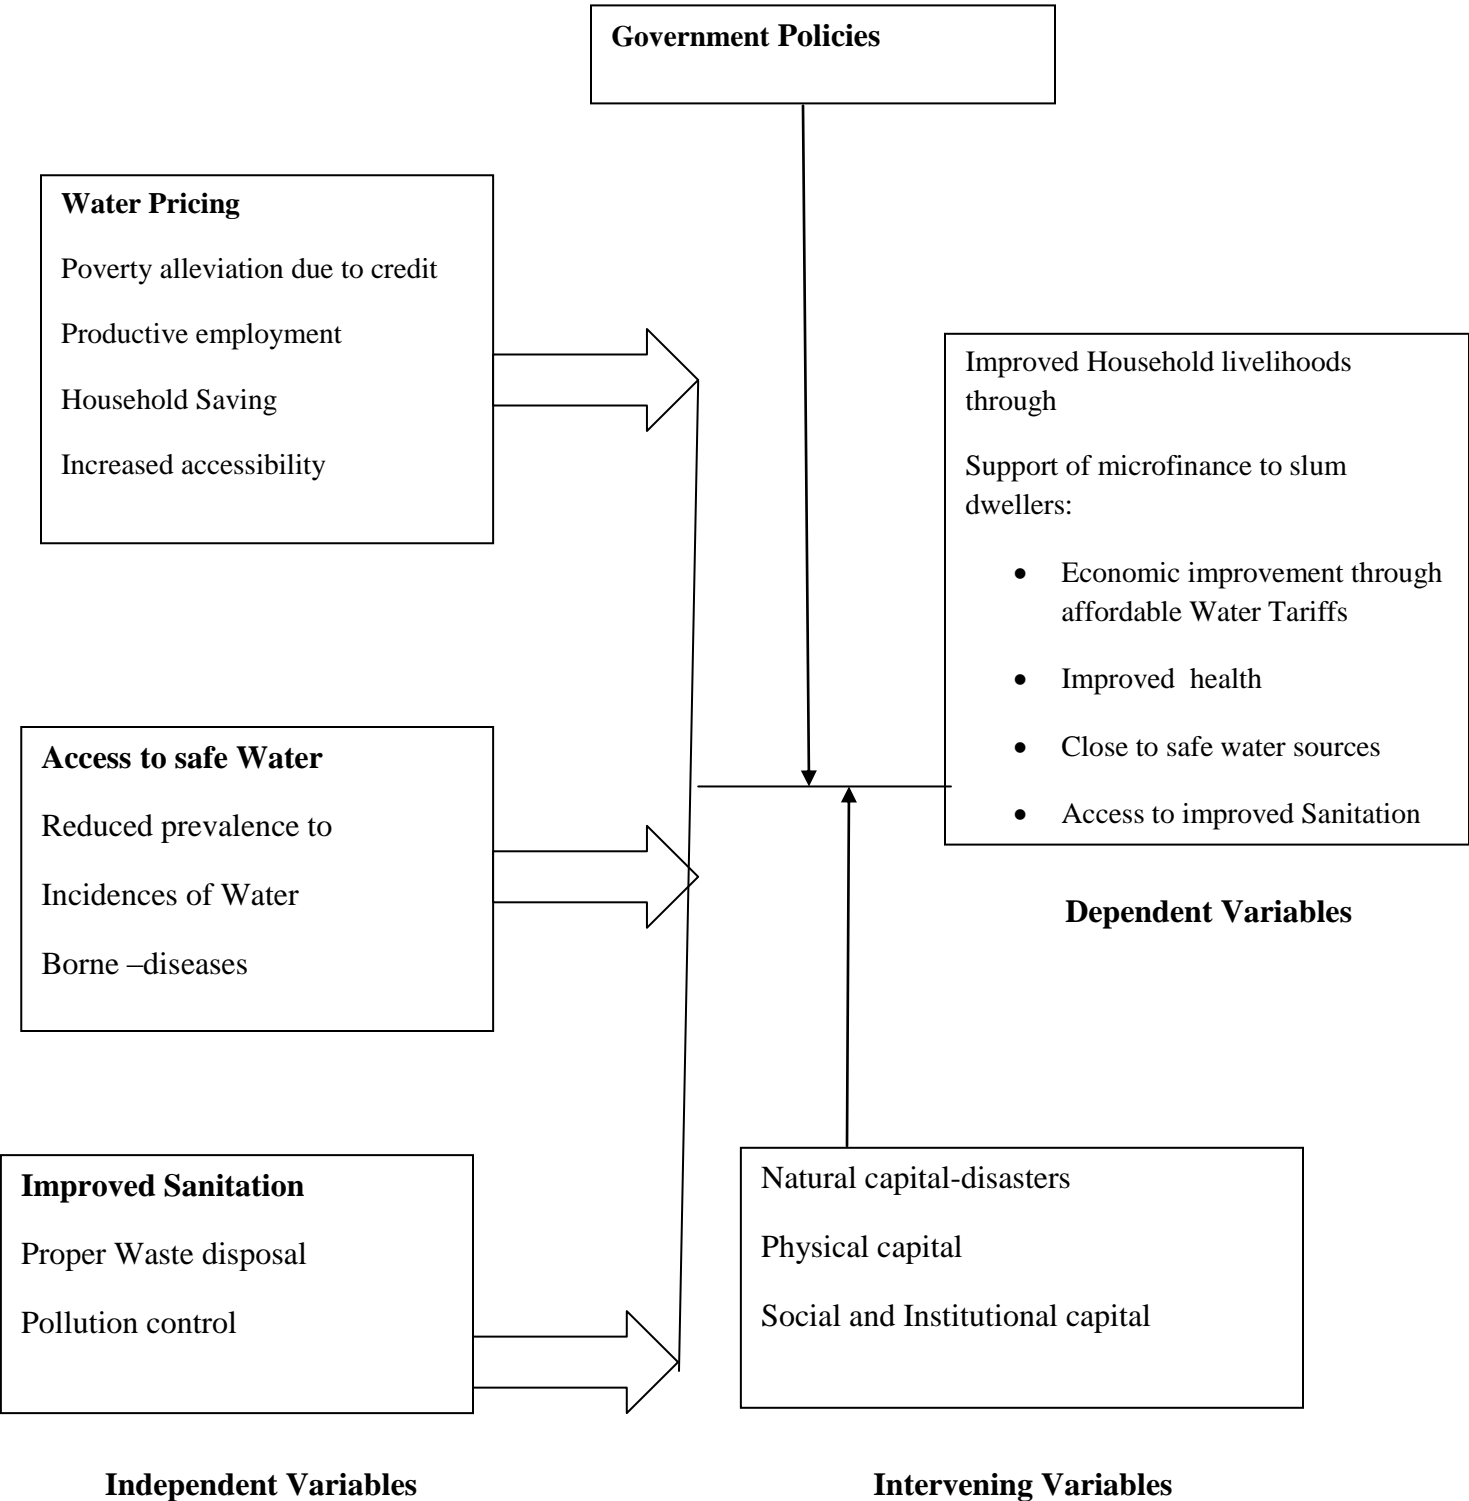 Government Policies
Water Pricing
Poverty alleviation due to credit
Productive employment
Household Saving
Increased accessibility
Improved Household livelihoods
through
Support of microfinance to slum
dwellers:
• Economic improvement through
affordable Water Tariffs
• Improved  health
• Close to safe water sources
• Access to improved Sanitation
Dependent Variables
Access to safe Water
Reduced prevalence to
Incidences of Water
Borne –diseases
Improved Sanitation
Proper Waste disposal
Pollution control
Natural capital-disasters
Physical capital
Social and Institutional capital
Independent Variables
Intervening Variables